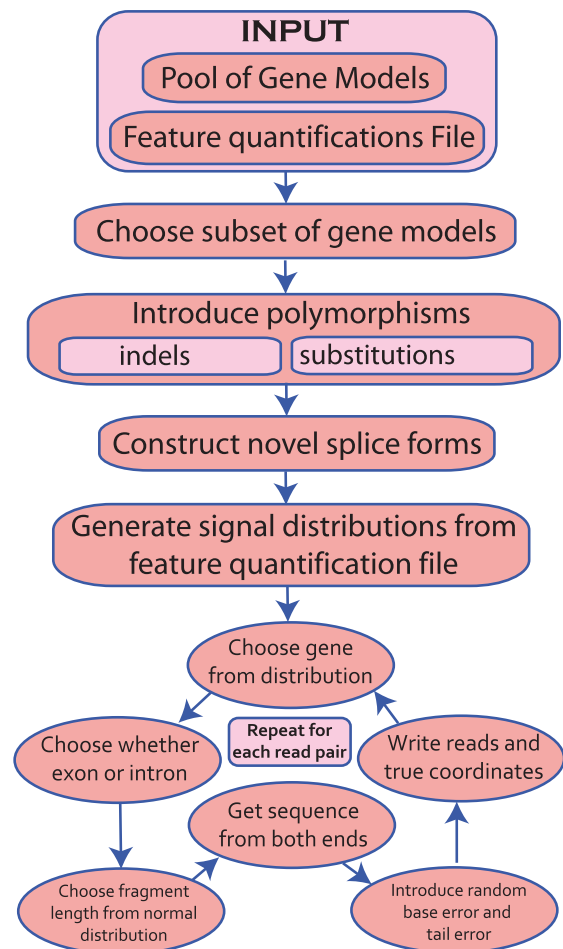 INPUT
Pool of Gene Models
Feature quantifications File
Choose subset of gene models
Introduce polymorphisms
indels
substitutions
Construct novel splice forms
Generate signal distributions from
feature quantification file
Choose gene
from distribution
Choose whether
exon or intron
Repeat for
each read pair
Write reads and
true coordinates
Get sequence
from both ends
Choose fragment
length from normal
distribution
Introduce random
base error and
tail error